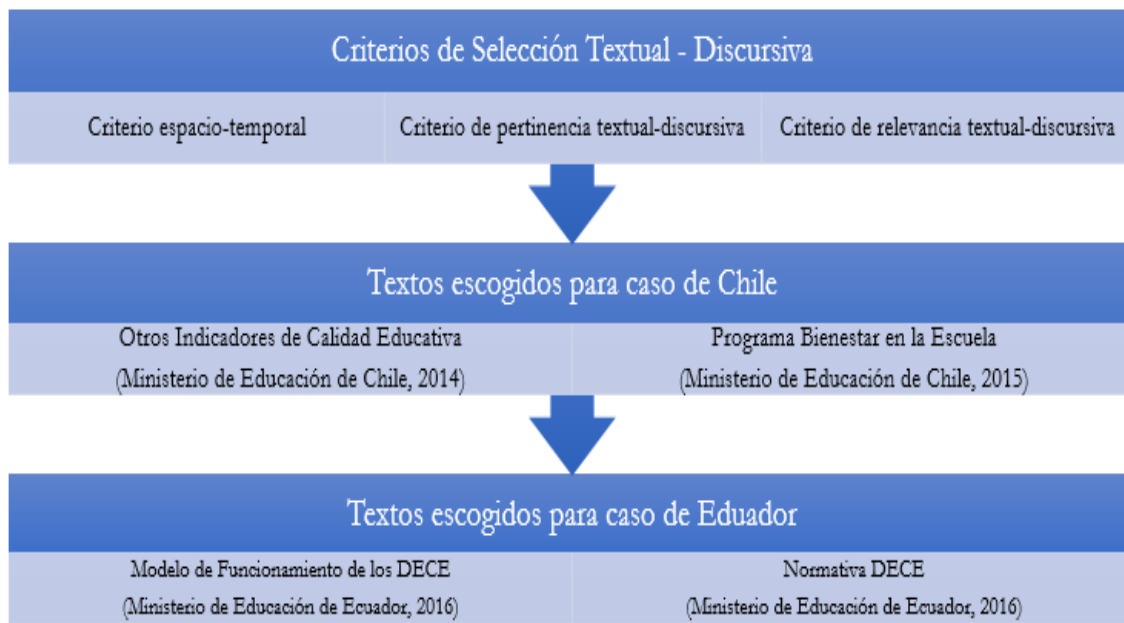 Criterios de Selección Textual - Discursiva
Criterio espacio-temporal
Criterio de pertinencia textual-discursiva
Criterio de relevancia textual-discursiva
Textos escogidos para caso de Chile
Otros Indicadores de Calidad Educativa
(Ministerio de Educación de Chile, 2014)
Programa Bienestar en la Escuela
(Ministerio de Educación de Chile, 2015)
Textos escogidos para caso de Eduador
Modelo de Funcionamiento de los DECE
(Ministerio de Educación de Ecuador, 2016)
Normativa DECE
(Ministerio de Educación de Ecuador, 2016)